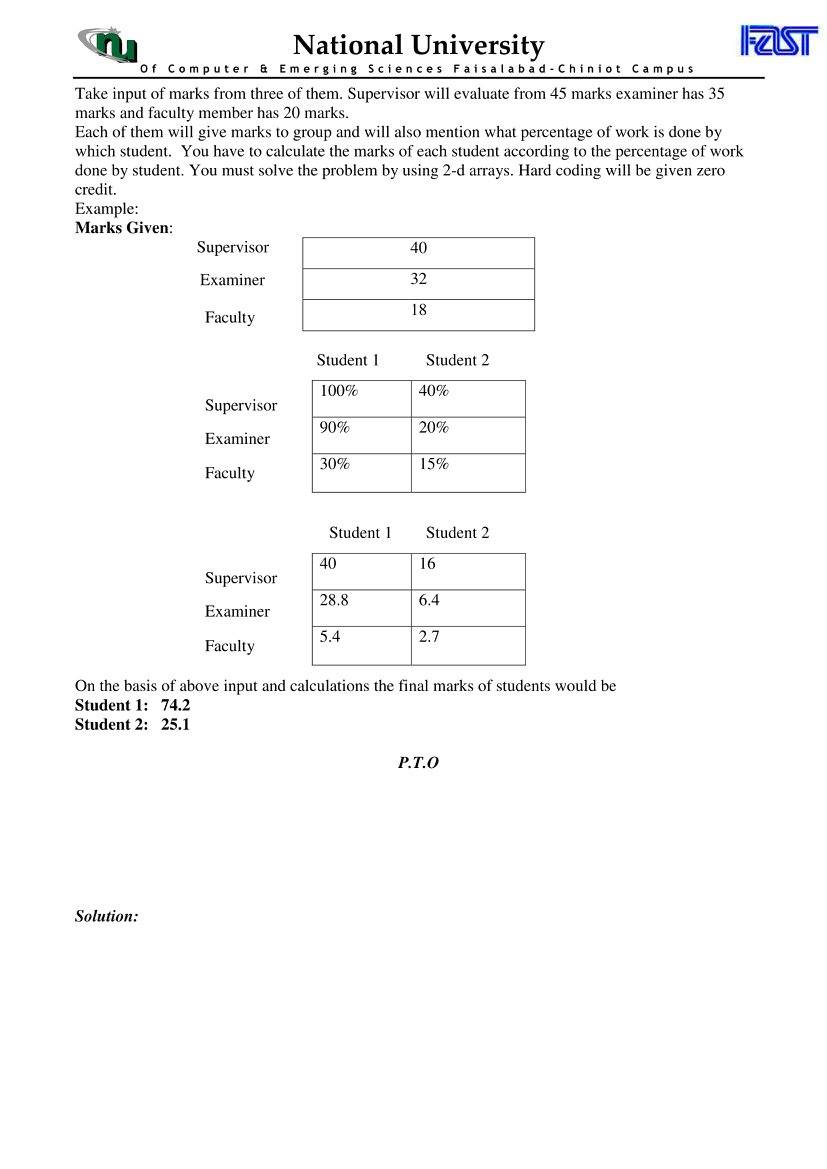 nu
National University
FAST
Of Computer & Emerging Sciences Faisalabad-Chiniot Campus
Take input of marks from three of them. Supervisor will evaluate from 45 marks examiner has 35
marks and faculty member has 20 marks.
Each of them will give marks to group and will also mention what percentage of work is done by
which student. You have to calculate the marks of each student according to the percentage of work
done by student. You must solve the problem by using 2-d arrays. Hard coding will be given zero
credit.
Example:
Marks Given:
Supervisor 40
Examiner 32
Faculty 18
Student 1 Student 2
Supervisor 100% 40%
Examiner 90% 20%
Faculty 30% 15%
Student 1 Student 2
Supervisor 40 16
Examiner 28.8 6.4
Faculty 5.4 2.7
On the basis of above input and calculations the final marks of students would be
Student 1: 74.2
Student 2: 25.1
P.T.O
Solution: